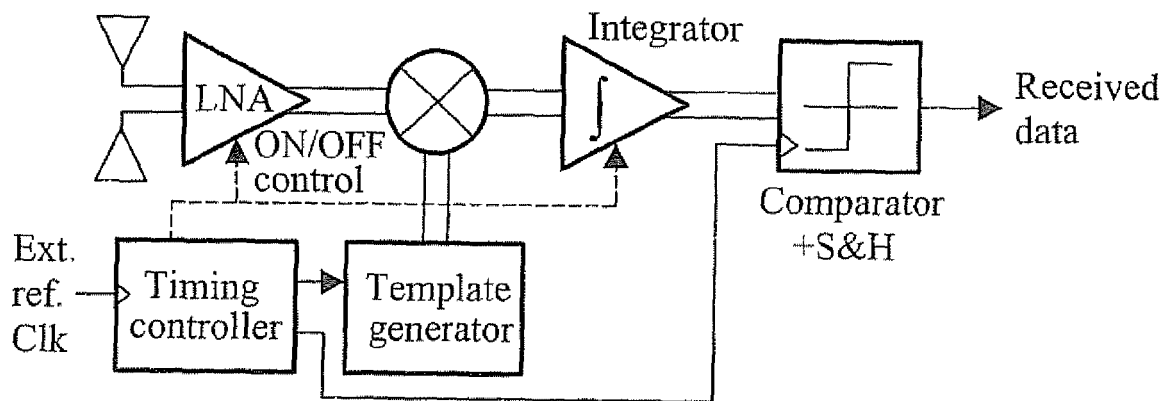 Integrator
LNA
∫
Received
data
ON/OFF
control
Comparator
+S&H
Ext.
ref.
Clk
Timing
controller
Template
generator